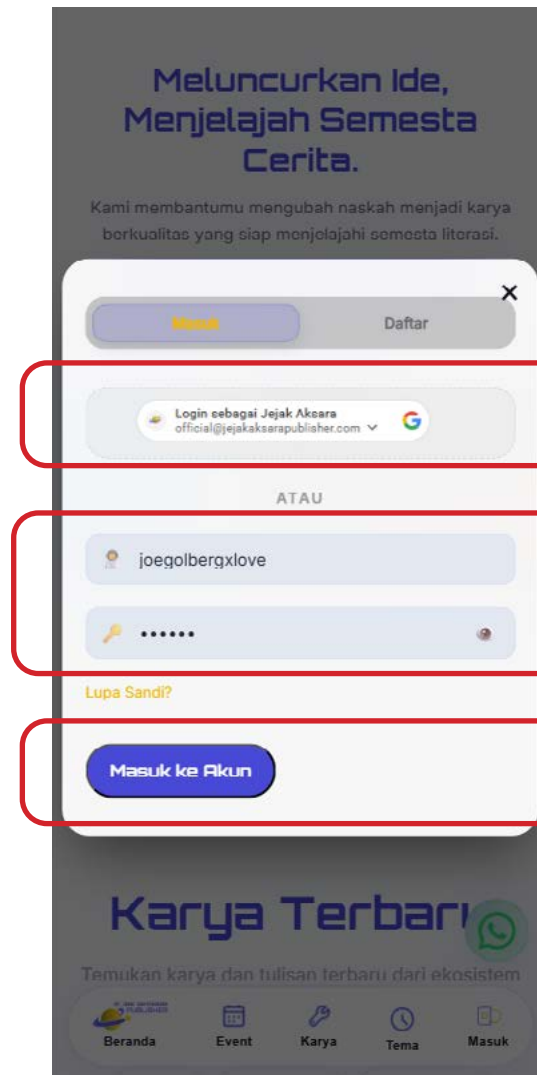 Meluncurkan Ide,
Menjelajah Semesta
Cerita.
Kami membantumu mengubah naskah menjadi karya
berkualitas yang siap menjelajahi semesta literasi.
×
Masuk
Daftar
Login sebagai Jejak Aksara
official@jejakaksarapublisher.com
ATAU
joegolbergxlove
••••••
Lupa Sandi?
Masuk ke Akun
Karya Terbaru
Temukan karya dan tulisan terbaru dari ekosistem
PUBLISHER
Beranda
Event
Karya
Tema
Masuk